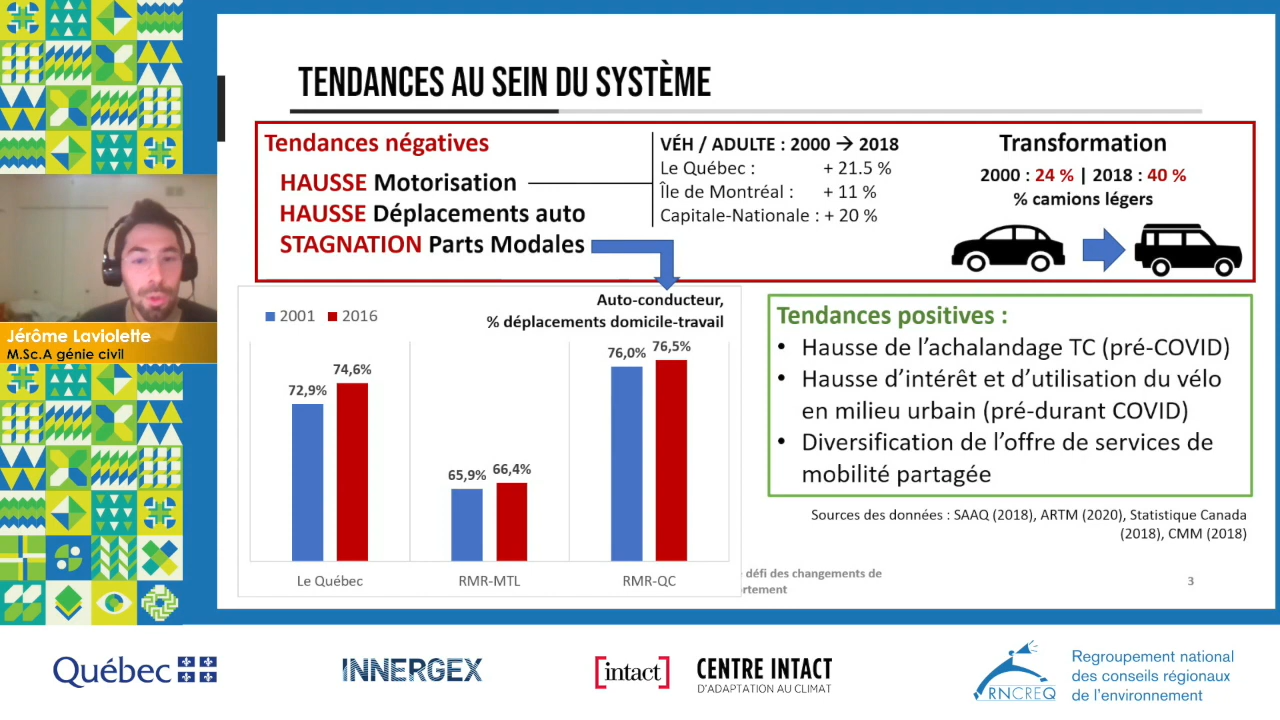 TENDANCES AU SEIN DU SYSTÈME
Tendances négatives
HAUSSE Motorisation
HAUSSE Déplacements auto
STAGNATION Parts Modales
VÉH / ADULTE : 2000 → 2018
Le Québec : + 21.5 %
Île de Montréal : + 11 %
Capitale-Nationale : + 20 %
Transformation
2000 : 24 % | 2018 : 40 %
% camions légers
Auto-conducteur,
% déplacements domicile-travail
2001 2016
72,9% 74,6%
65,9% 66,4%
76,0% 76,5%
Le Québec RMR-MTL RMR-QC
Tendances positives :
• Hausse de l’achalandage TC (pré-COVID)
• Hausse d’intérêt et d’utilisation du vélo
en milieu urbain (pré-durant COVID)
• Diversification de l’offre de services de
mobilité partagée
Sources des données : SAAQ (2018), ARTM (2020), Statistique Canada
(2018), CMM (2018)
défi des changements de
rtement
3
Jérôme Laviolette
M.Sc.A génie civil
Québec
INNERGEX
[intact]
CENTRE INTACT
D'ADAPTATION AU CLIMAT
RNCREQ
Regroupement national
des conseils régionaux
de l'environnement